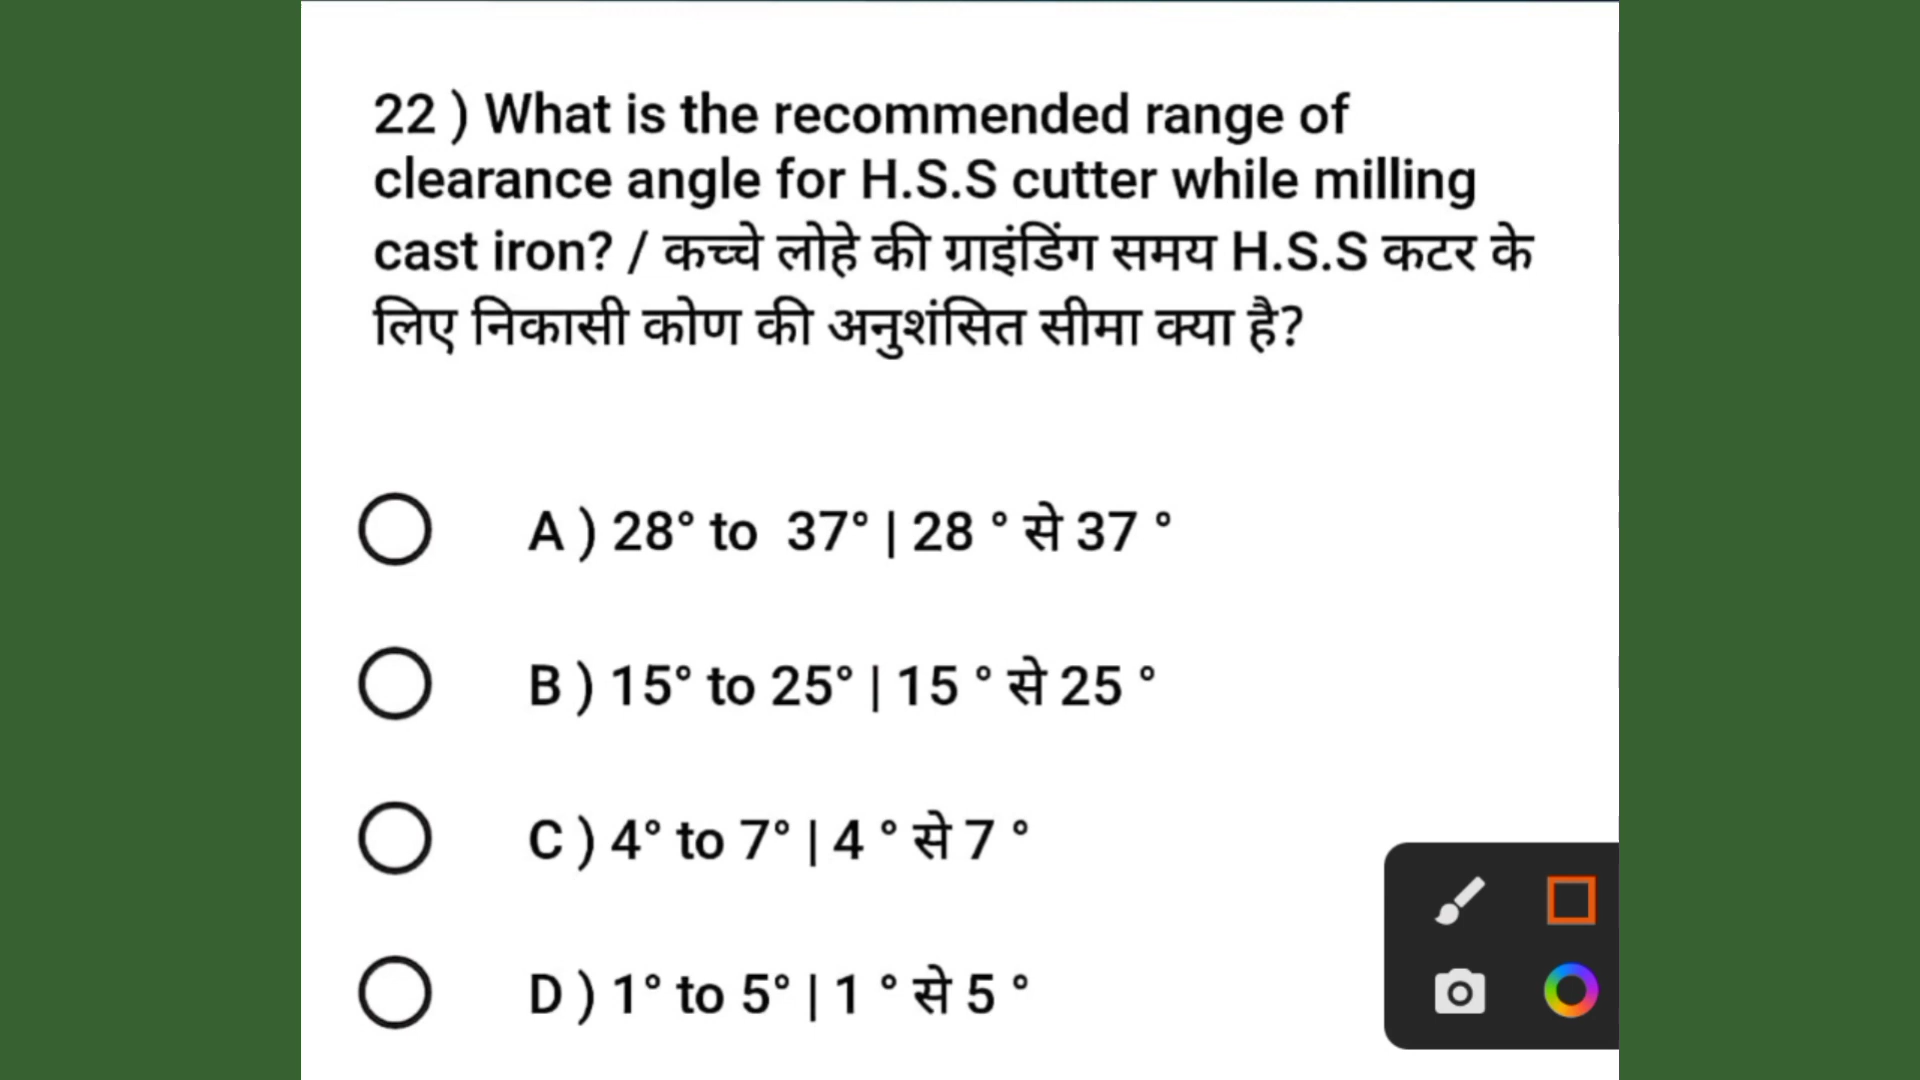 22 ) What is the recommended range of
clearance angle for H.S.S cutter while milling
cast iron? / कच्चे लोहे की ग्राइंडिंग समय H.S.S कटर के
लिए निकासी कोण की अनुशंसित सीमा क्या है?
A ) 28° to 37° | 28 ° से 37 °
B ) 15° to 25° | 15 ° से 25 °
C ) 4° to 7° | 4 ° से 7 °
D ) 1° to 5° | 1 ° से 5 °